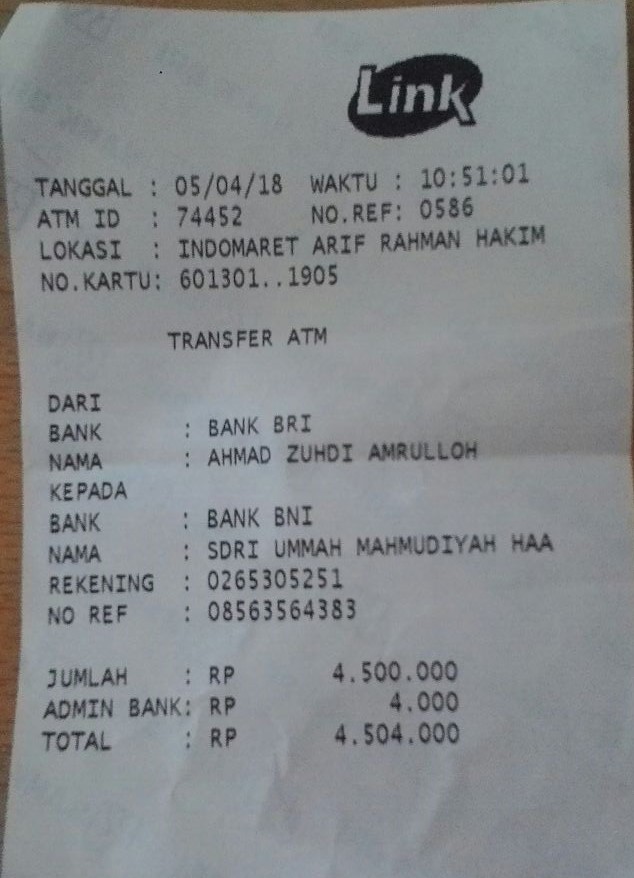 Link
TANGGAL : 05/04/18 WAKTU : 10:51:01
ATM ID : 74452 NO.REF: 0586
LOKASI : INDOMARET ARIF RAHMAN HAKIM
NO.KARTU: 601301..1905
TRANSFER ATM
DARI
BANK : BANK BRI
NAMA : AHMAD ZUHDI AMRULLOH
KEPADA
BANK : BANK BNI
NAMA : SDRI UMMAH MAHMUDIYAH HAA
REKENING : 0265305251
NO REF : 08563564383
JUMLAH : RP 4.500.000
ADMIN BANK: RP 4.000
TOTAL : RP 4.504.000